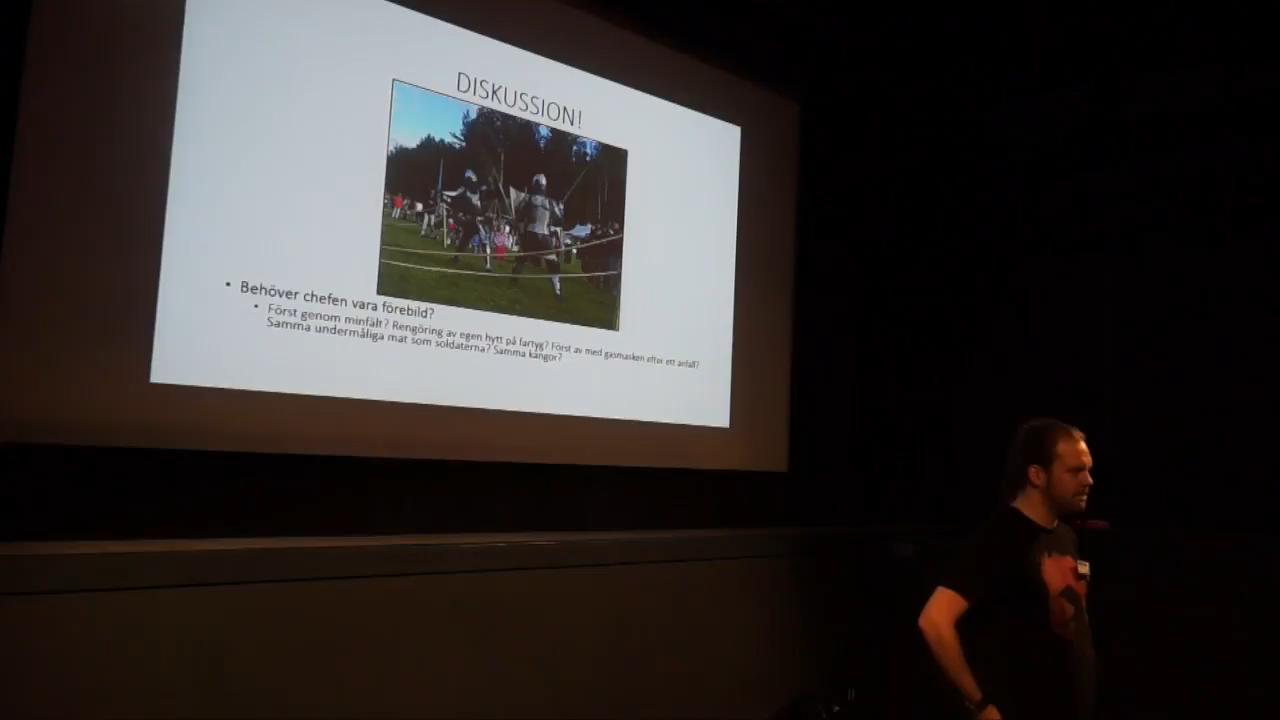 DISKUSSION!
• Behöver chefen vara förebild?
• Först genom minfält? Rengöring av egen hytt på fartyg? Först av med gasmasken efter ett anfall?
Samma undermåliga mat som soldaterna? Samma kängor?